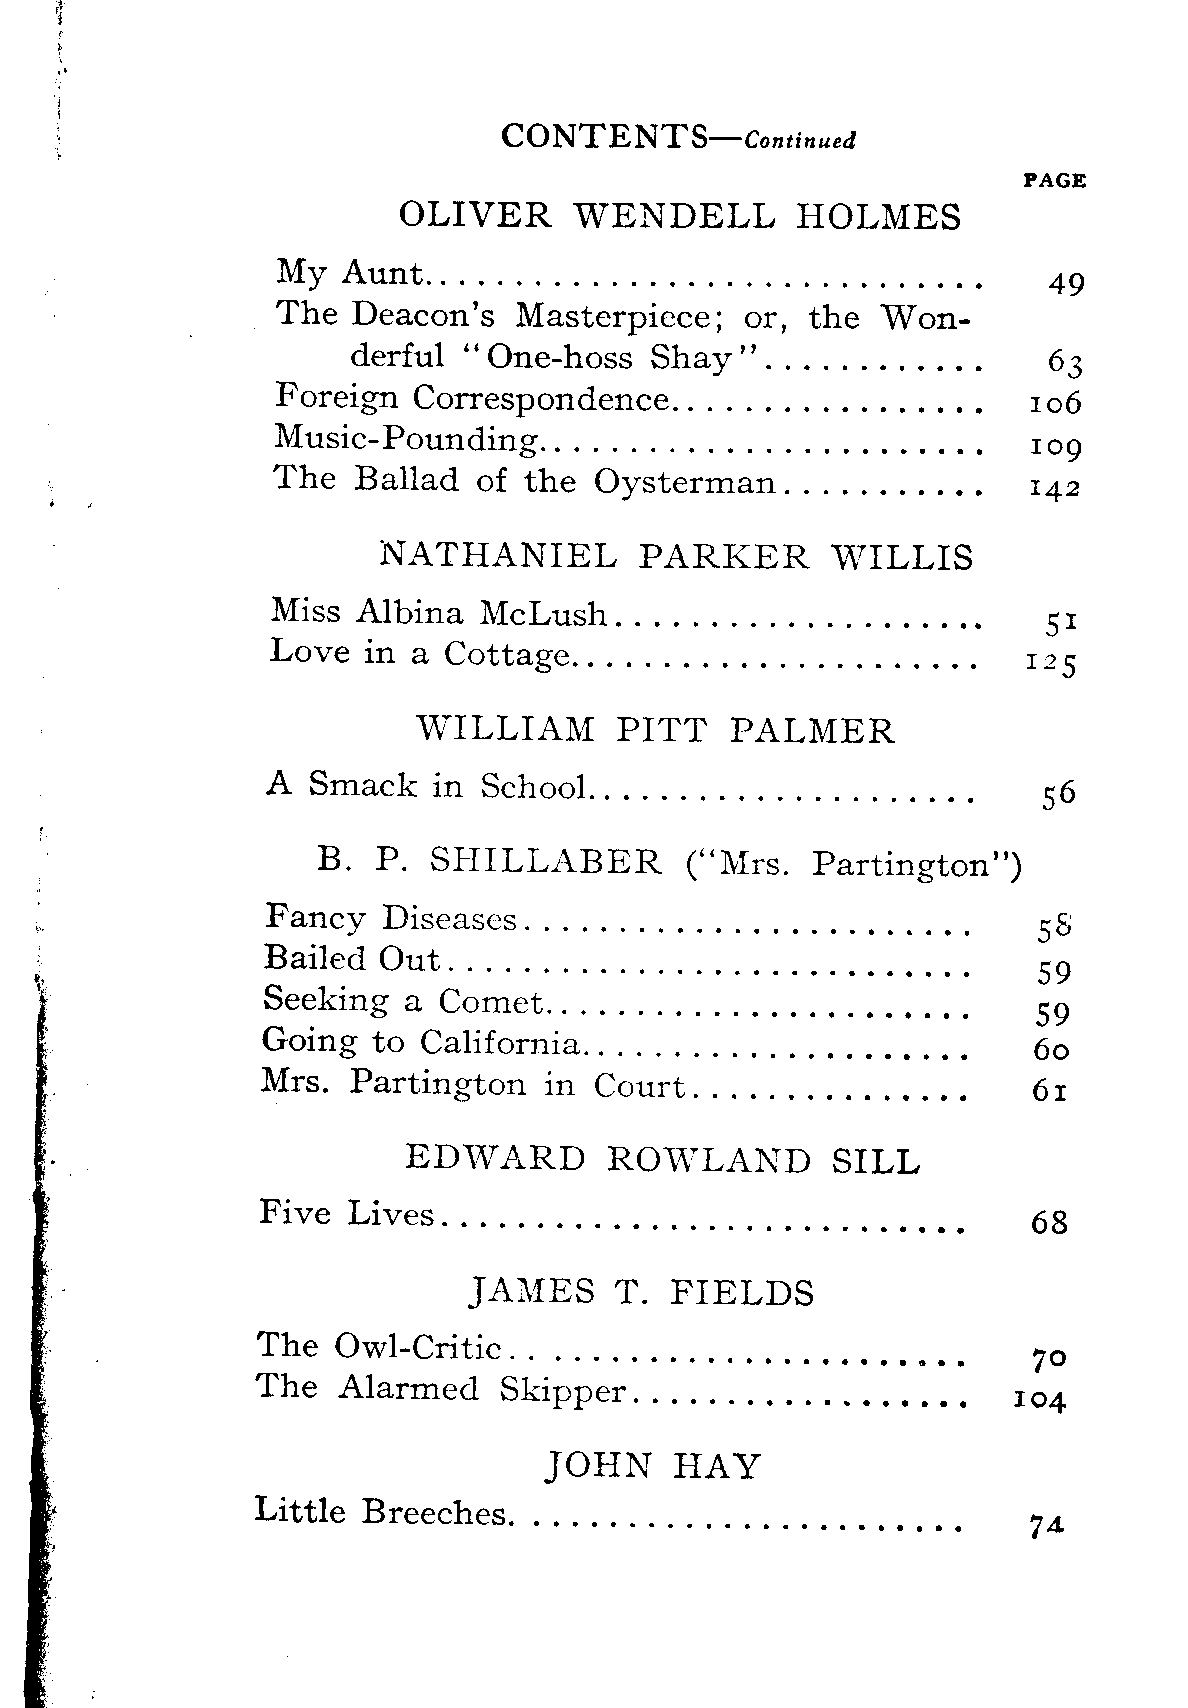 CONTENTS—Continued
PAGE
OLIVER WENDELL HOLMES
My Aunt.............................. 49
The Deacon's Masterpiece; or, the Won-
derful "One-hoss Shay"............ 63
Foreign Correspondence................. 106
Music-Pounding........................ 109
The Ballad of the Oysterman........... 142
NATHANIEL PARKER WILLIS
Miss Albina McLush.................... 51
Love in a Cottage...................... 125
WILLIAM PITT PALMER
A Smack in School..................... 56
B. P. SHILLABER ("Mrs. Partington")
Fancy Diseases........................ 58
Bailed Out............................ 59
Seeking a Comet....................... 59
Going to California..................... 60
Mrs. Partington in Court............... 61
EDWARD ROWLAND SILL
Five Lives............................ 68
JAMES T. FIELDS
The Owl-Critic........................ 70
The Alarmed Skipper.................. 104
JOHN HAY
Little Breeches........................ 74